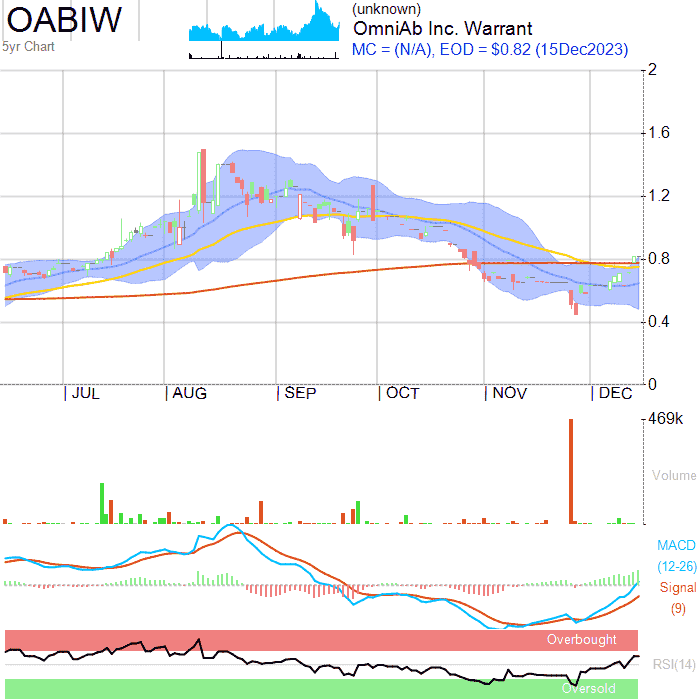 OABIW
5yr Chart
(unknown)
OmniAb Inc. Warrant
MC = (N/A), EOD = $0.82 (15Dec2023)
2
1.6
1.2
0.8
0.4
0
JUL AUG SEP OCT NOV DEC
469k
Volume
MACD
(12-26)
Signal
(9)
Overbought
RSI(14)
Oversold